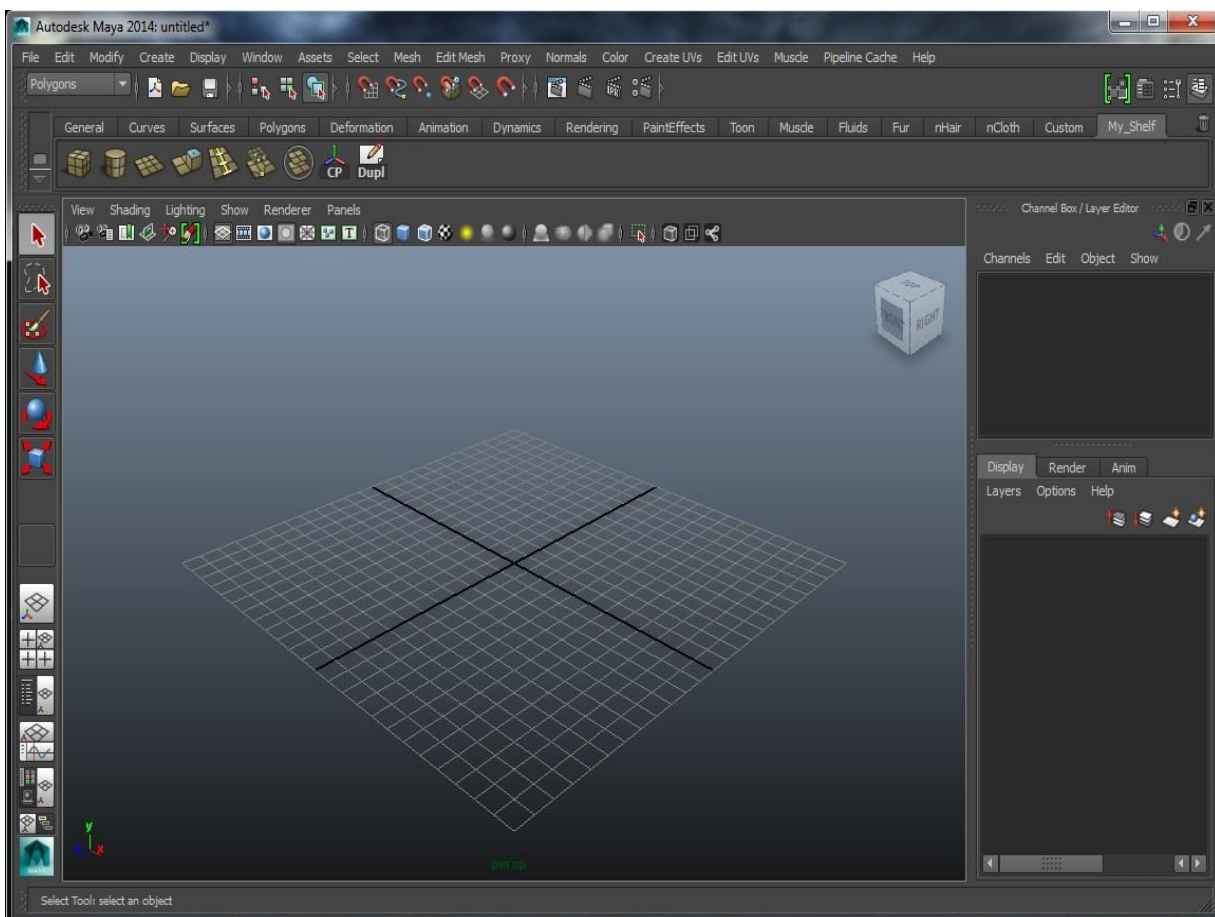 Autodesk Maya 2014: untitled*
File Edit Modify Create Display Window Assets Select Mesh Edit Mesh Proxy Normals Color Create UVs Edit UVs Muscle Pipeline Cache Help
Polygons
IPR
General Curves Surfaces Polygons Deformation Animation Dynamics Rendering PaintEffects Toon Muscle Fluids Fur nHair nCloth Custom My_Shelf
CP Dupl
View Shading Lighting Show Renderer Panels
Channel Box / Layer Editor
T
Channels Edit Object Show
TOP
FRONT RIGHT
Display Render Anim
Layers Options Help
y
x
persp
MAYA
Select Tool: select an object